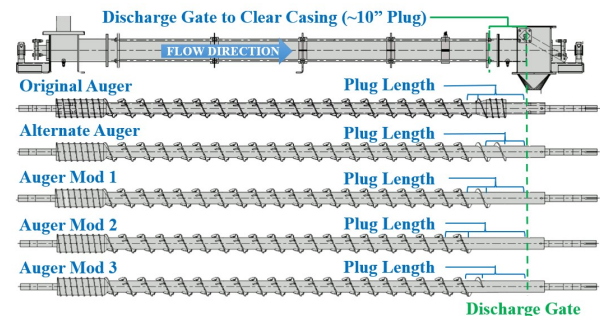 Discharge Gate to Clear Casing (~10” Plug)
FLOW DIRECTION
Original Auger
Plug Length
Alternate Auger
Plug Length
Auger Mod 1
Plug Length
Auger Mod 2
Plug Length
Auger Mod 3
Plug Length
Discharge Gate